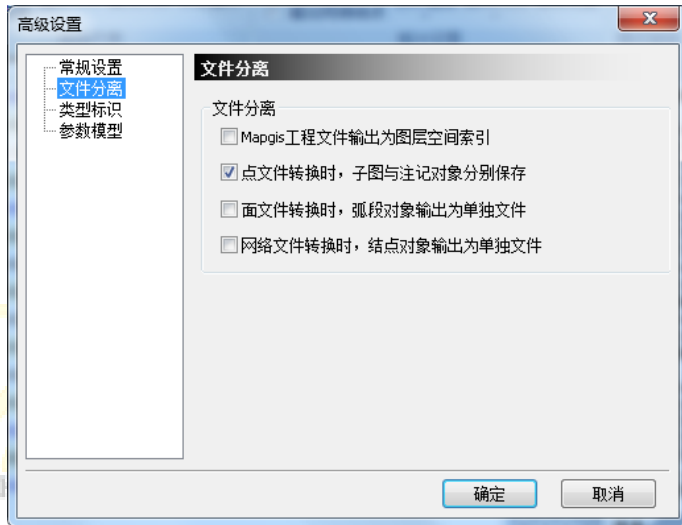 高级设置
常规设置
文件分离
类型标识
参数模型
文件分离
文件分离
Mapgis工程文件输出为图层空间索引
点文件转换时，子图与注记对象分别保存
面文件转换时，弧段对象输出为单独文件
网络文件转换时，结点对象输出为单独文件
确定
取消